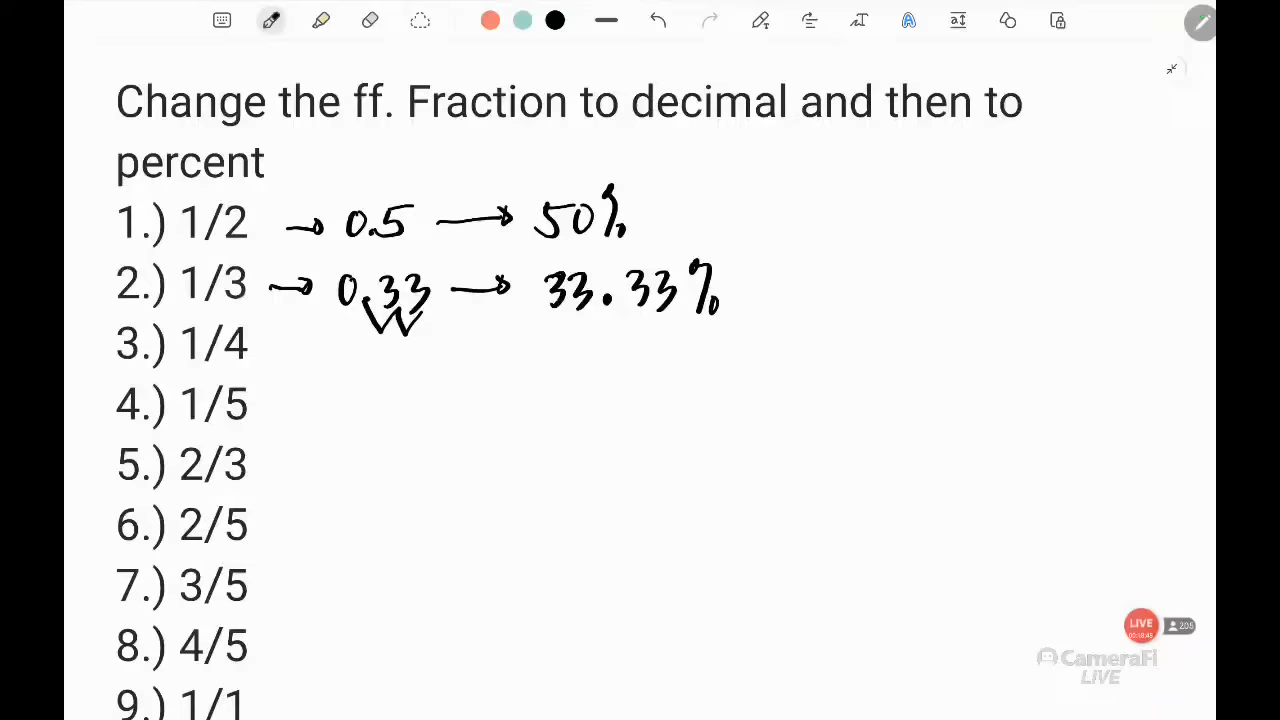 Change the ff. Fraction to decimal and then to
percent
1.) 1/2 → 0.5 → 50%
2.) 1/3 → 0.33 → 33.33%
3.) 1/4
4.) 1/5
5.) 2/3
6.) 2/5
7.) 3/5
8.) 4/5
9.) 1/1
LIVE
205
CameraFi
LIVE